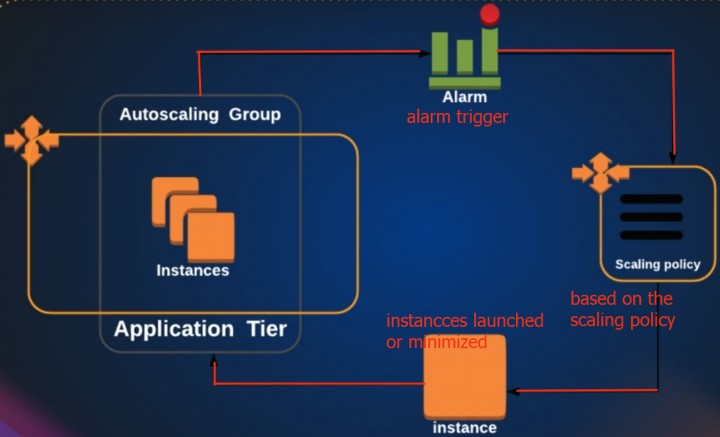 Alarm
alarm trigger
Autoscaling Group
Instances
Application Tier
Scaling policy
based on the
scaling policy
instancces launched
or minimized
instance